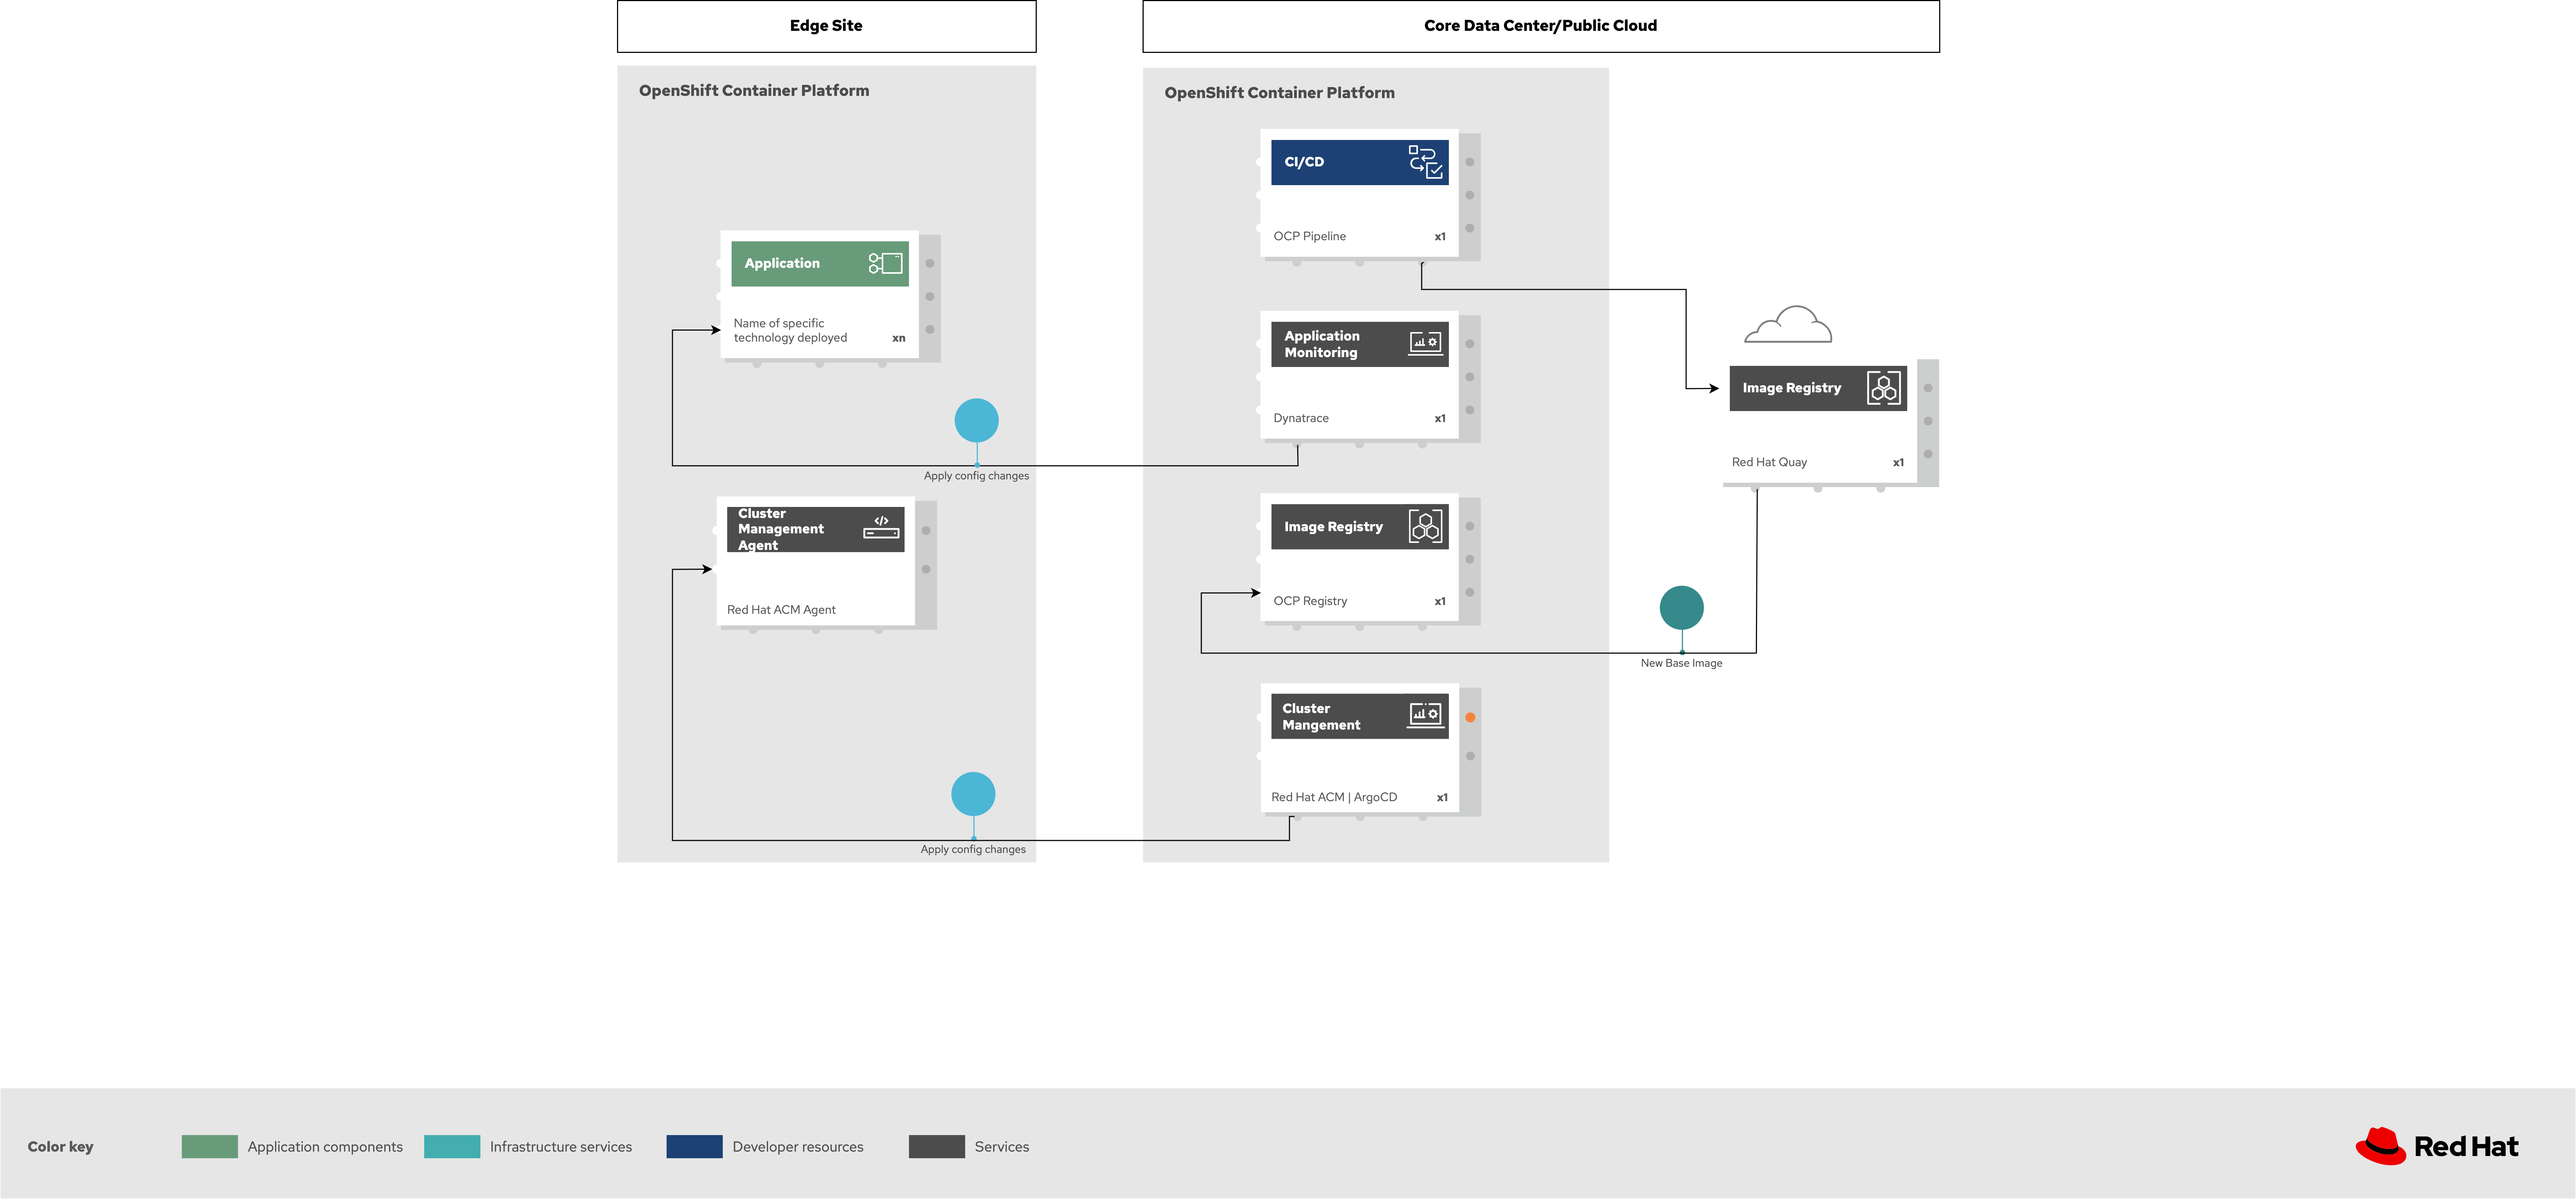 Edge Site
Core Data Center/Public Cloud
OpenShift Container Platform
Application
Name of specific
technology deployed
xn
Apply config changes
Cluster
Management
Agent
Red Hat ACM Agent
Apply config changes
OpenShift Container Platform
CI/CD
OCP Pipeline
x1
Application
Monitoring
Dynatrace
x1
Image Registry
OCP Registry
x1
Cluster
Mangement
Red Hat ACM | ArgoCD
x1
Image Registry
Red Hat Quay
x1
New Base Image
Color key
Application components
Infrastructure services
Developer resources
Services
Red Hat